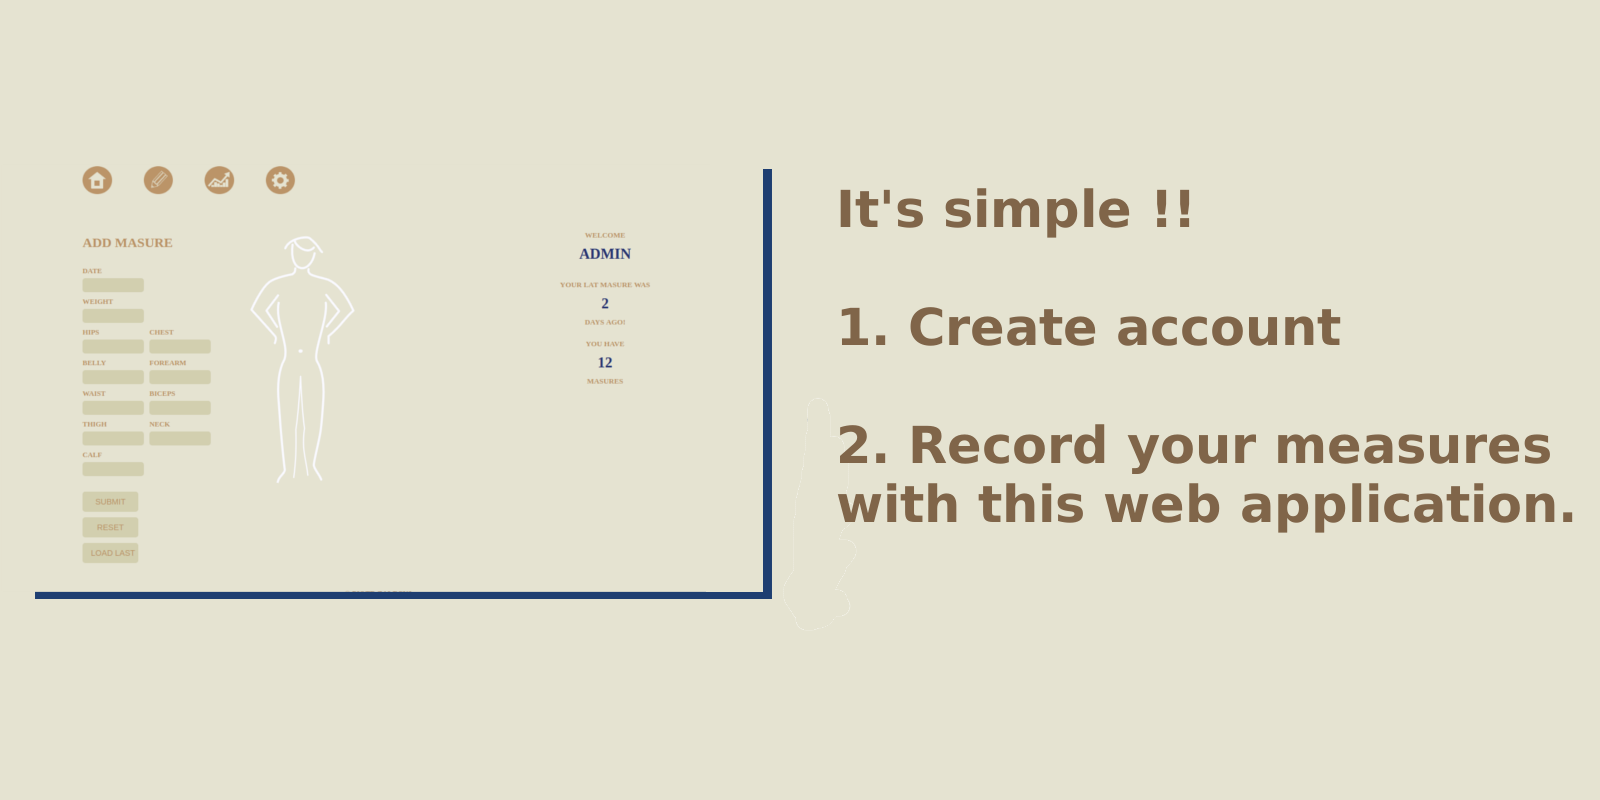 ADD MASURE
DATE
WEIGHT
HIPS CHEST
BELLY FOREARM
WAIST BICEPS
THIGH NECK
CALF
SUBMIT
RESET
LOAD LAST
WELCOME
ADMIN
YOUR LAT MASURE WAS
2
DAYS AGO!
YOU HAVE
12
MASURES
It's simple !!
1. Create account
2. Record your measures
with this web application.